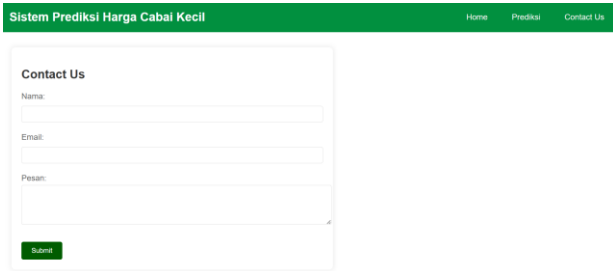 Sistem Prediksi Harga Cabai Kecil
Home Prediksi Contact Us
Contact Us
Nama:
Email:
Pesan:
Submit